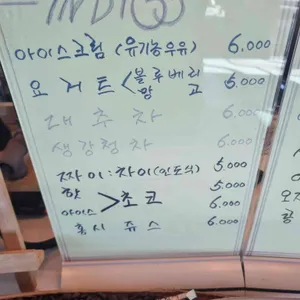 INDIGO
아이스크림 (유기농우유) 6.000
요거트 < 블루베리 6.000
망고
대추차 6.000
생강청차 6.000
짜이:차이(인도식) 5.000
핫 > 초코 5.000
아이스 6.000
홍시 쥬스 6.000